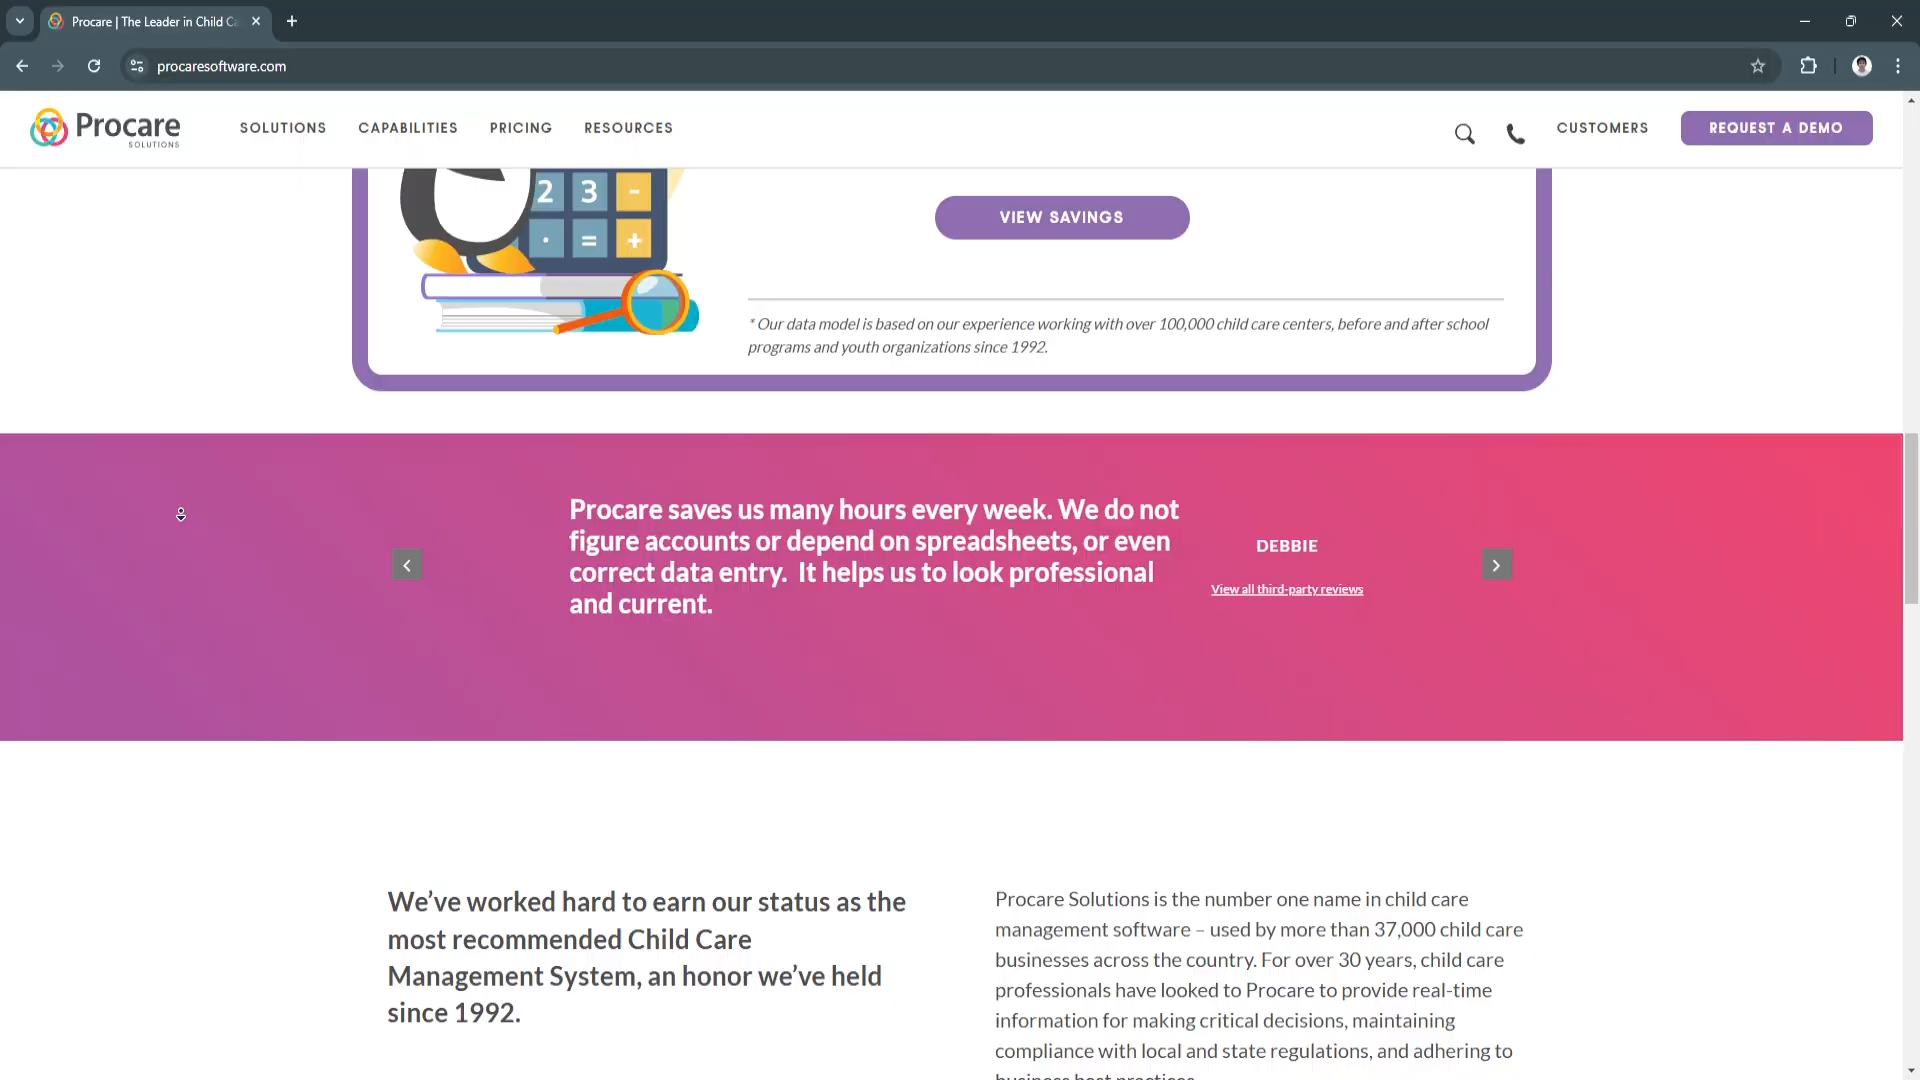 Procare | The Leader in Child Ca
procaresoftware.com
Procare
SOLUTIONS
SOLUTIONS CAPABILITIES PRICING RESOURCES
CUSTOMERS
REQUEST A DEMO
2 3 -
. = +
VIEW SAVINGS
* Our data model is based on our experience working with over 100,000 child care centers, before and after school
programs and youth organizations since 1992.
Procare saves us many hours every week. We do not
figure accounts or depend on spreadsheets, or even
correct data entry. It helps us to look professional
and current.
DEBBIE
View all third-party reviews
We’ve worked hard to earn our status as the
most recommended Child Care
Management System, an honor we’ve held
since 1992.
Procare Solutions is the number one name in child care
management software – used by more than 37,000 child care
businesses across the country. For over 30 years, child care
professionals have looked to Procare to provide real-time
information for making critical decisions, maintaining
compliance with local and state regulations, and adhering to
business best practices.